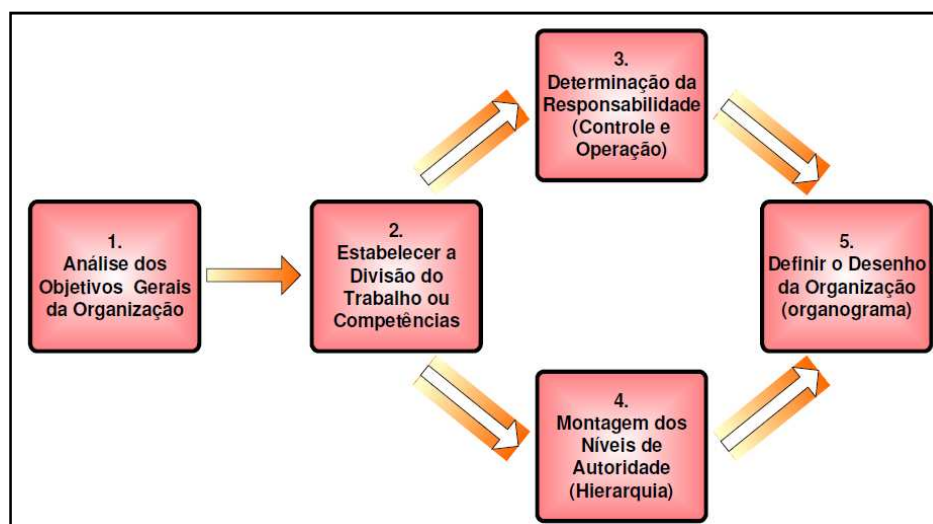 1.
Análise dos
Objetivos Gerais
da Organização
2.
Estabelecer a
Divisão do
Trabalho ou
Competências
3.
Determinação da
Responsabilidade
(Controle e
Operação)
4.
Montagem dos
Níveis de
Autoridade
(Hierarquia)
5.
Definir o Desenho
da Organização
(organograma)